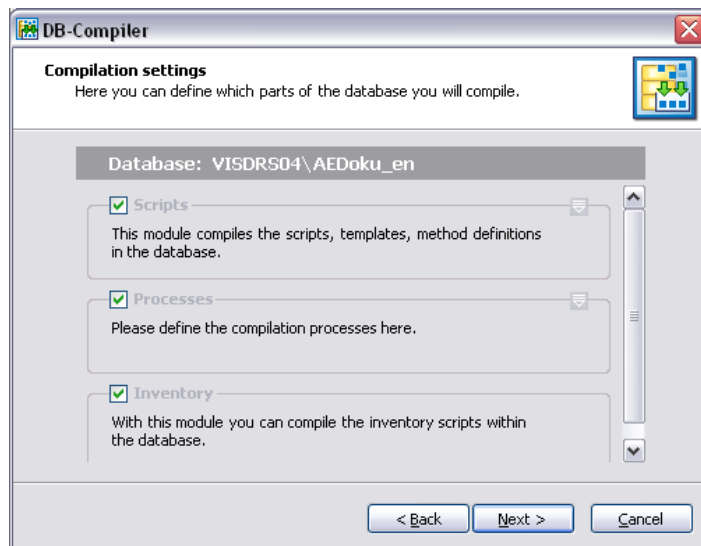 DB-Compiler
Compilation settings
Here you can define which parts of the database you will compile.
Database: VISDRS04\AEDoku_en
Scripts
This module compiles the scripts, templates, method definitions
in the database.
Processes
Please define the compilation processes here.
Inventory
With this module you can compile the inventory scripts within
the database.
< Back Next > Cancel